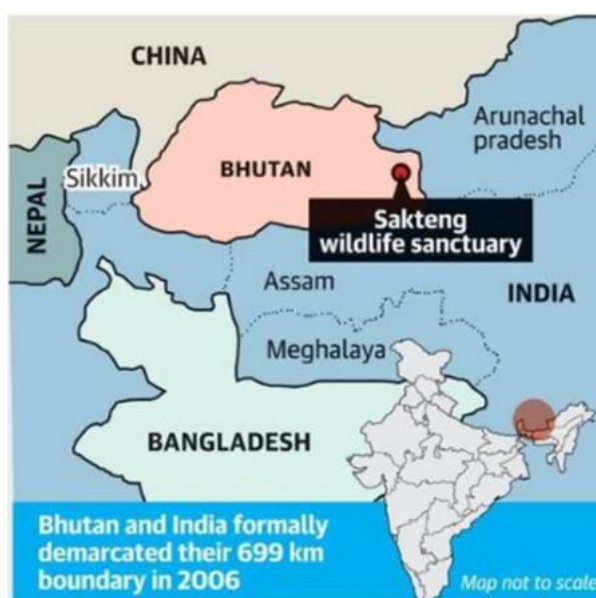 CHINA
Arunachal
pradesh
Sikkim
BHUTAN
NEPAL
Sakteng
wildlife sanctuary
Assam
INDIA
Meghalaya
BANGLADESH
Bhutan and India formally
demarcated their 699 km
boundary in 2006
Map not to scale